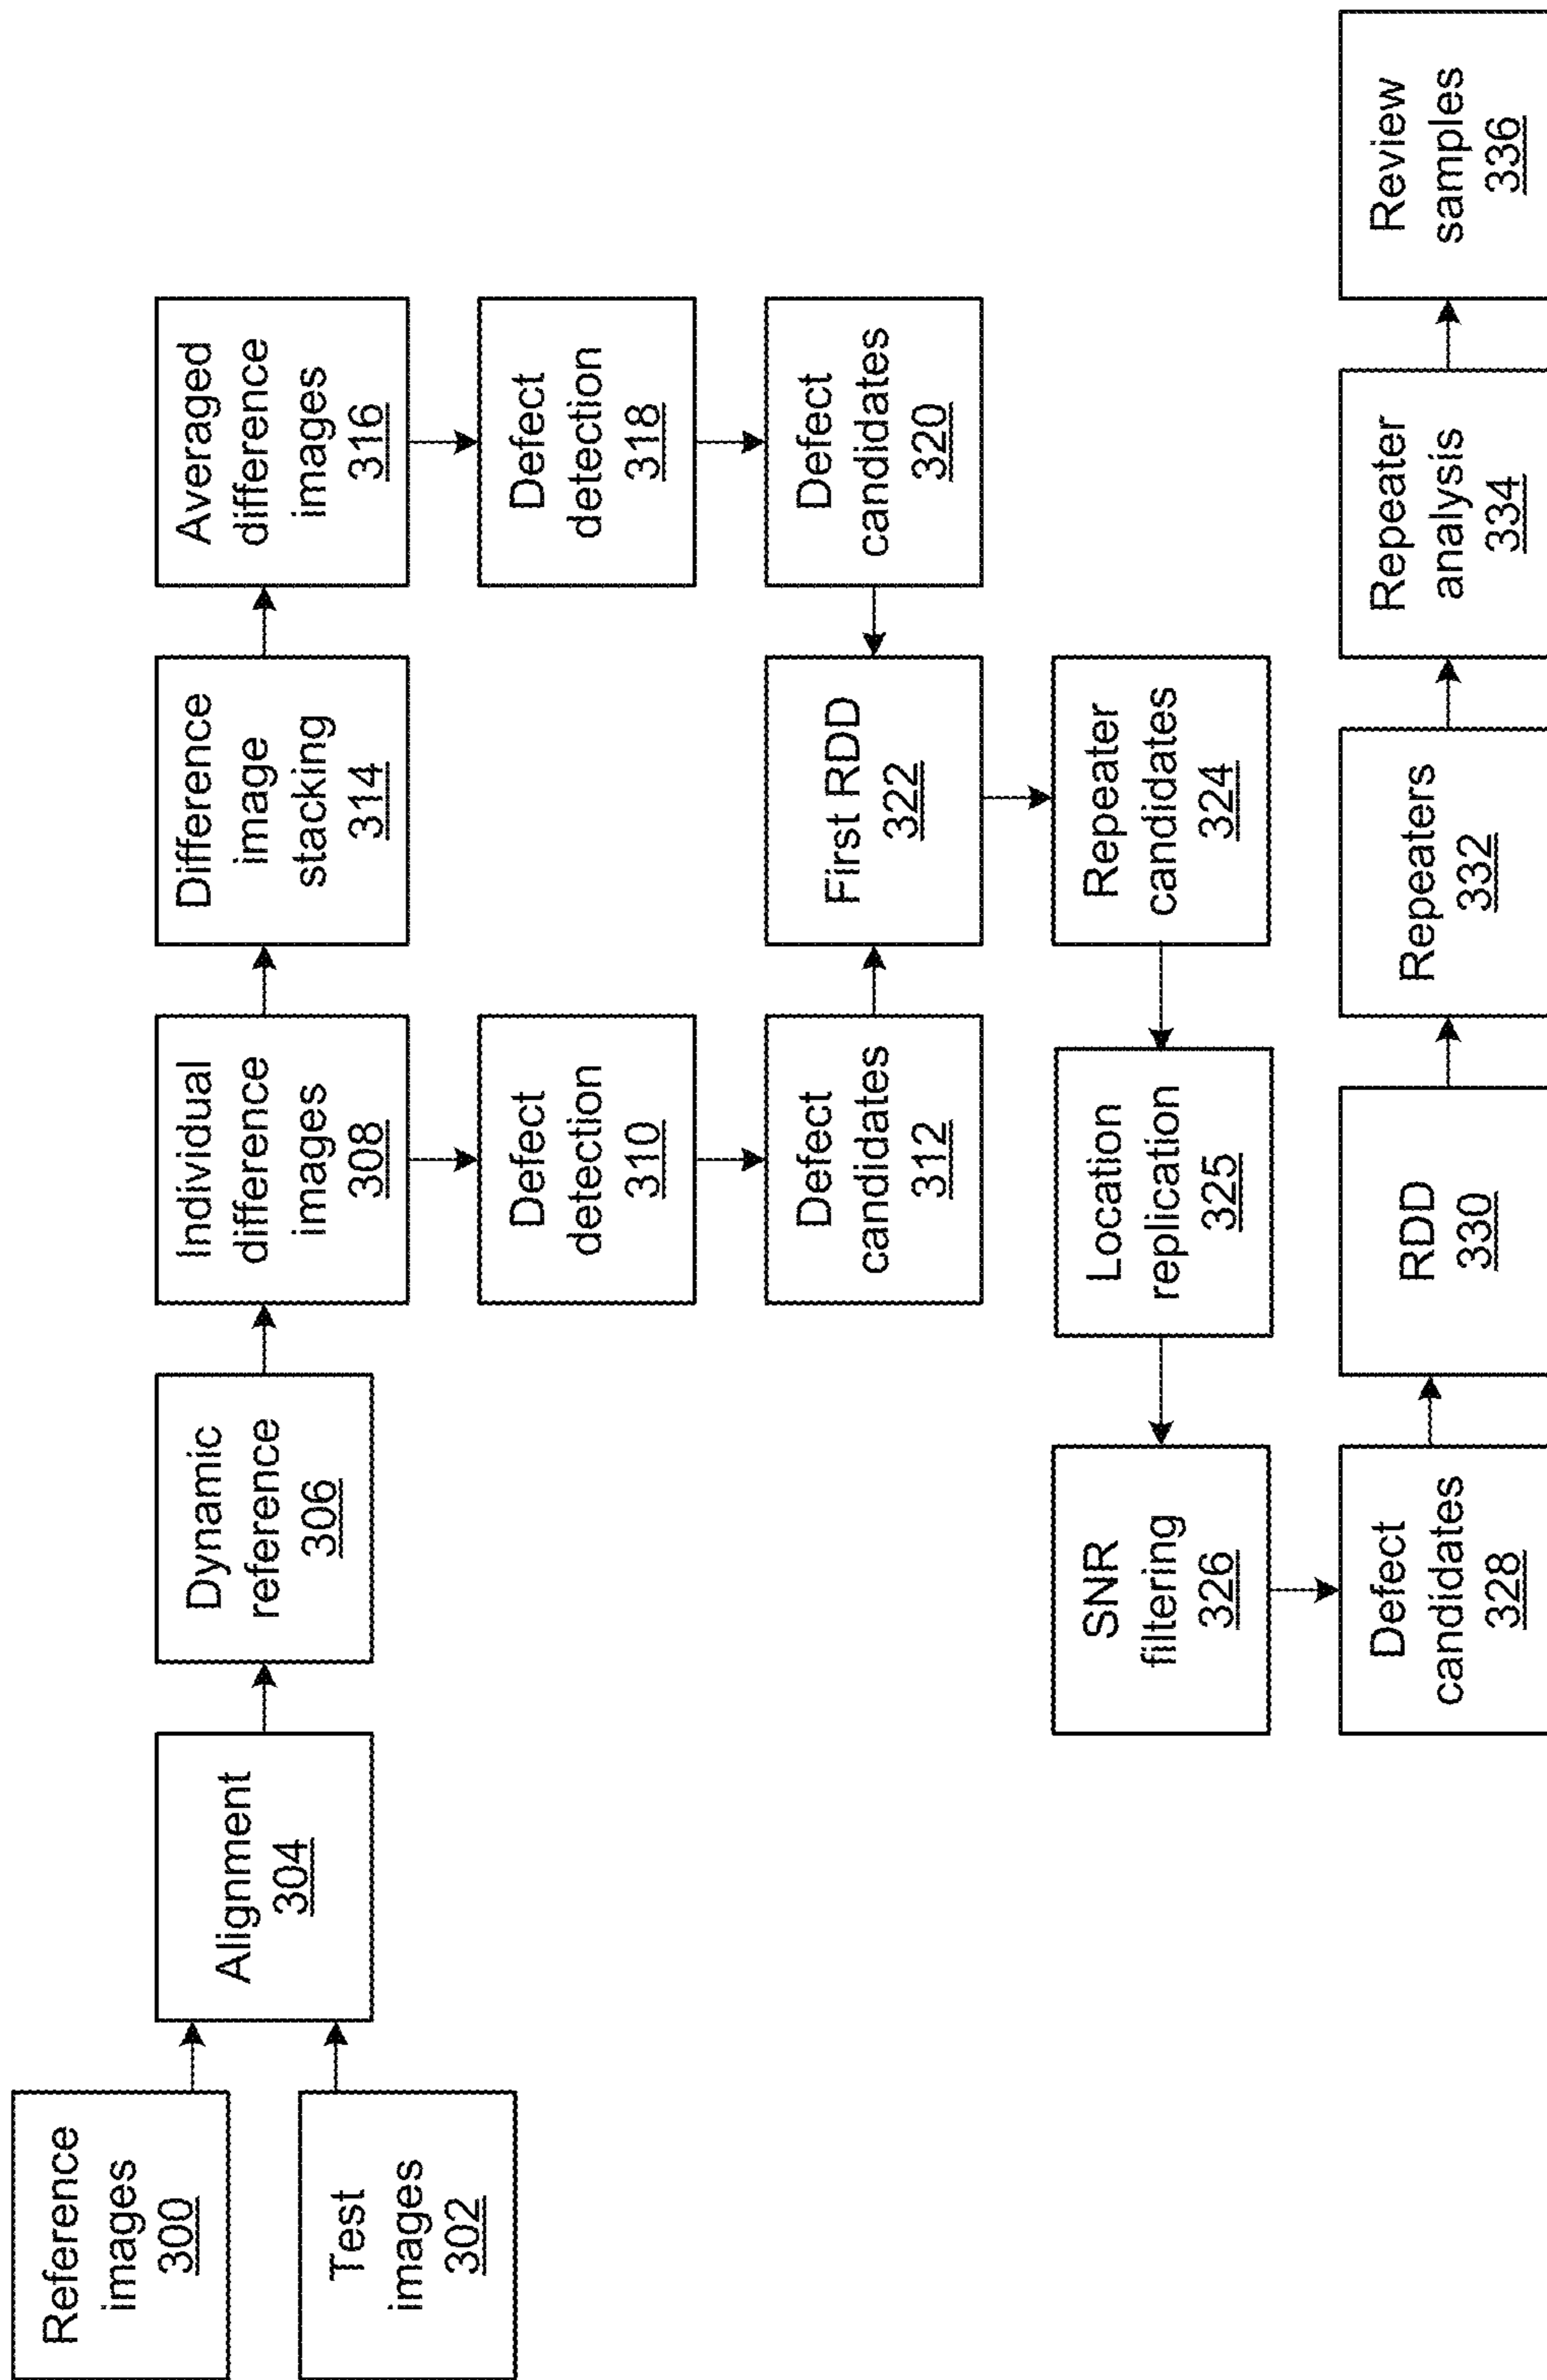 Reference
images
300
Test
images
302
Alignment
304
Dynamic
reference
306
Individual
difference
images
308
Defect
detection
310
Defect
candidates
312
Difference
image
stacking
314
Averaged
difference
images
316
Defect
detection
318
Defect
candidates
320
First RDD
322
Repeater
candidates
324
Location
replication
325
SNR
filtering
326
Defect
candidates
328
RDD
330
Repeaters
332
Repeater
analysis
334
Review
samples
336